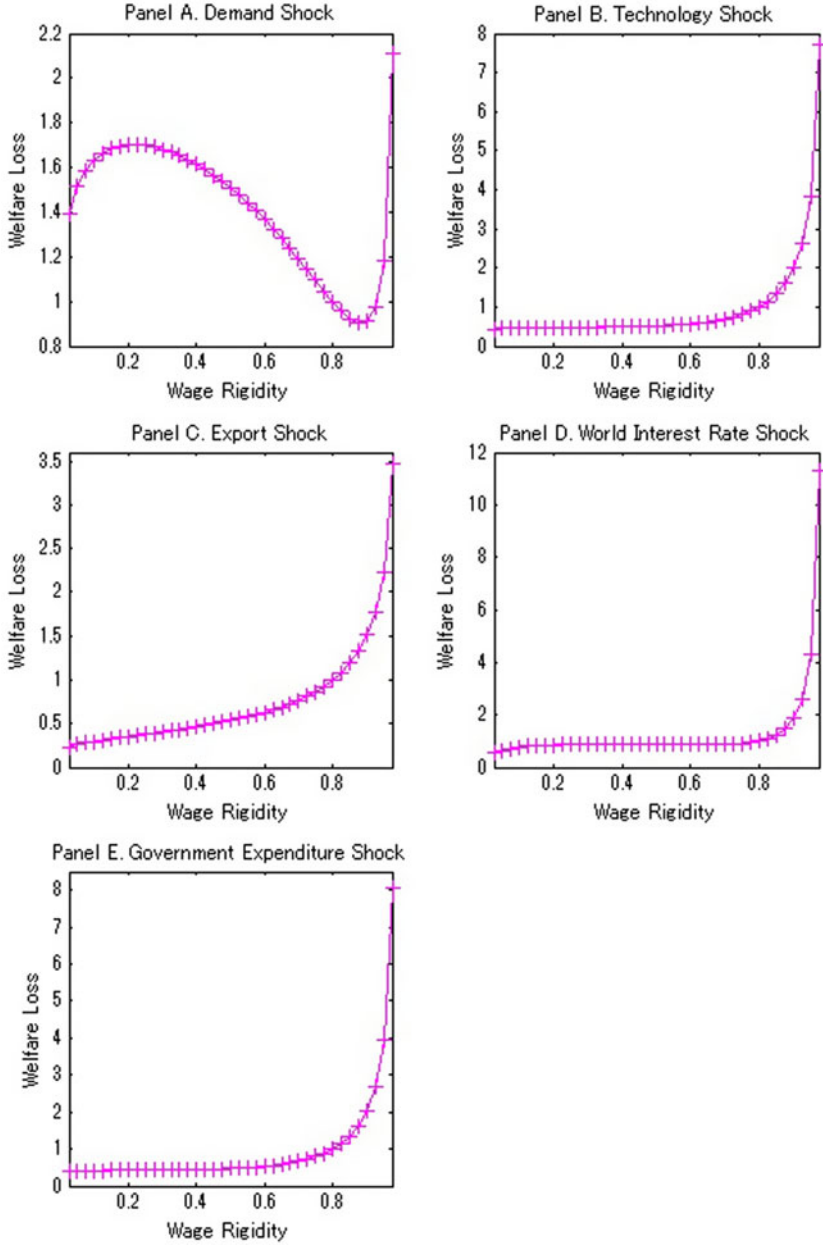 Panel A. Demand Shock
2.2
2
1.8
1.6
1.4
1.2
1
0.8
Welfare Loss
0.2 0.4 0.6 0.8
Wage Rigidity
Panel B. Technology Shock
8
7
6
5
4
3
2
1
0
Welfare Loss
0.2 0.4 0.6 0.8
Wage Rigidity
Panel C. Export Shock
3.5
3
2.5
2
1.5
1
0.5
0
Welfare Loss
0.2 0.4 0.6 0.8
Wage Rigidity
Panel D. World Interest Rate Shock
12
10
8
6
4
2
0
Welfare Loss
0.2 0.4 0.6 0.8
Wage Rigidity
Panel E. Government Expenditure Shock
8
7
6
5
4
3
2
1
0
Welfare Loss
0.2 0.4 0.6 0.8
Wage Rigidity